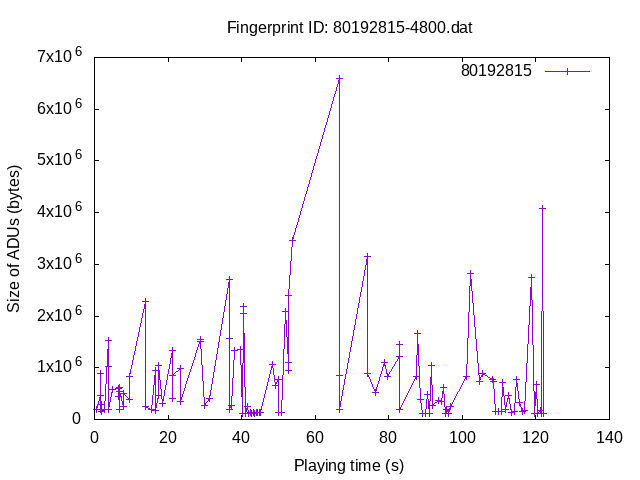 Fingerprint ID: 80192815-4800.dat
80192815
7x10^6
6x10^6
5x10^6
4x10^6
3x10^6
2x10^6
1x10^6
0
Size of ADUs (bytes)
0 20 40 60 80 100 120 140
Playing time (s)